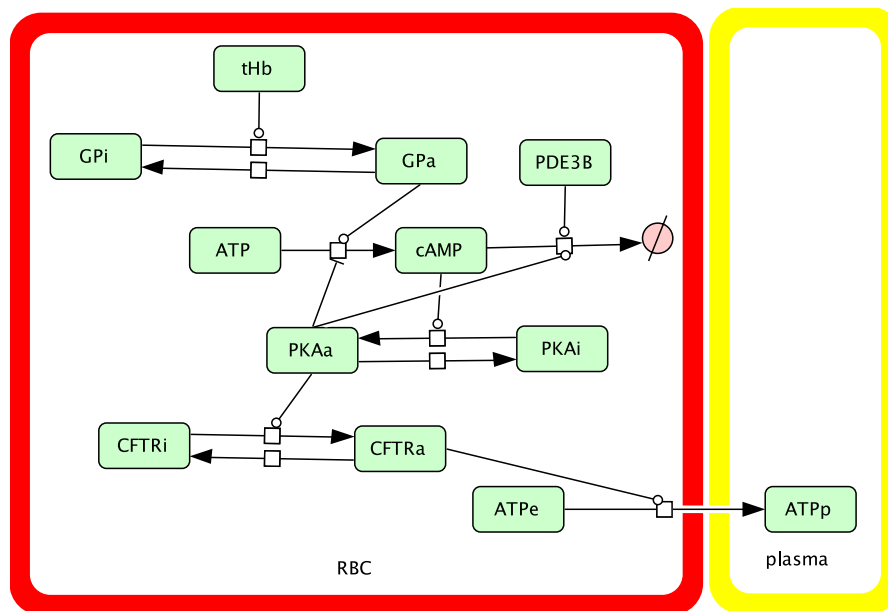 tHb
GPi
GPa
PDE3B
ATP
cAMP
PKAa
PKAi
CFTRi
CFTRa
ATPe
ATPp
RBC
plasma